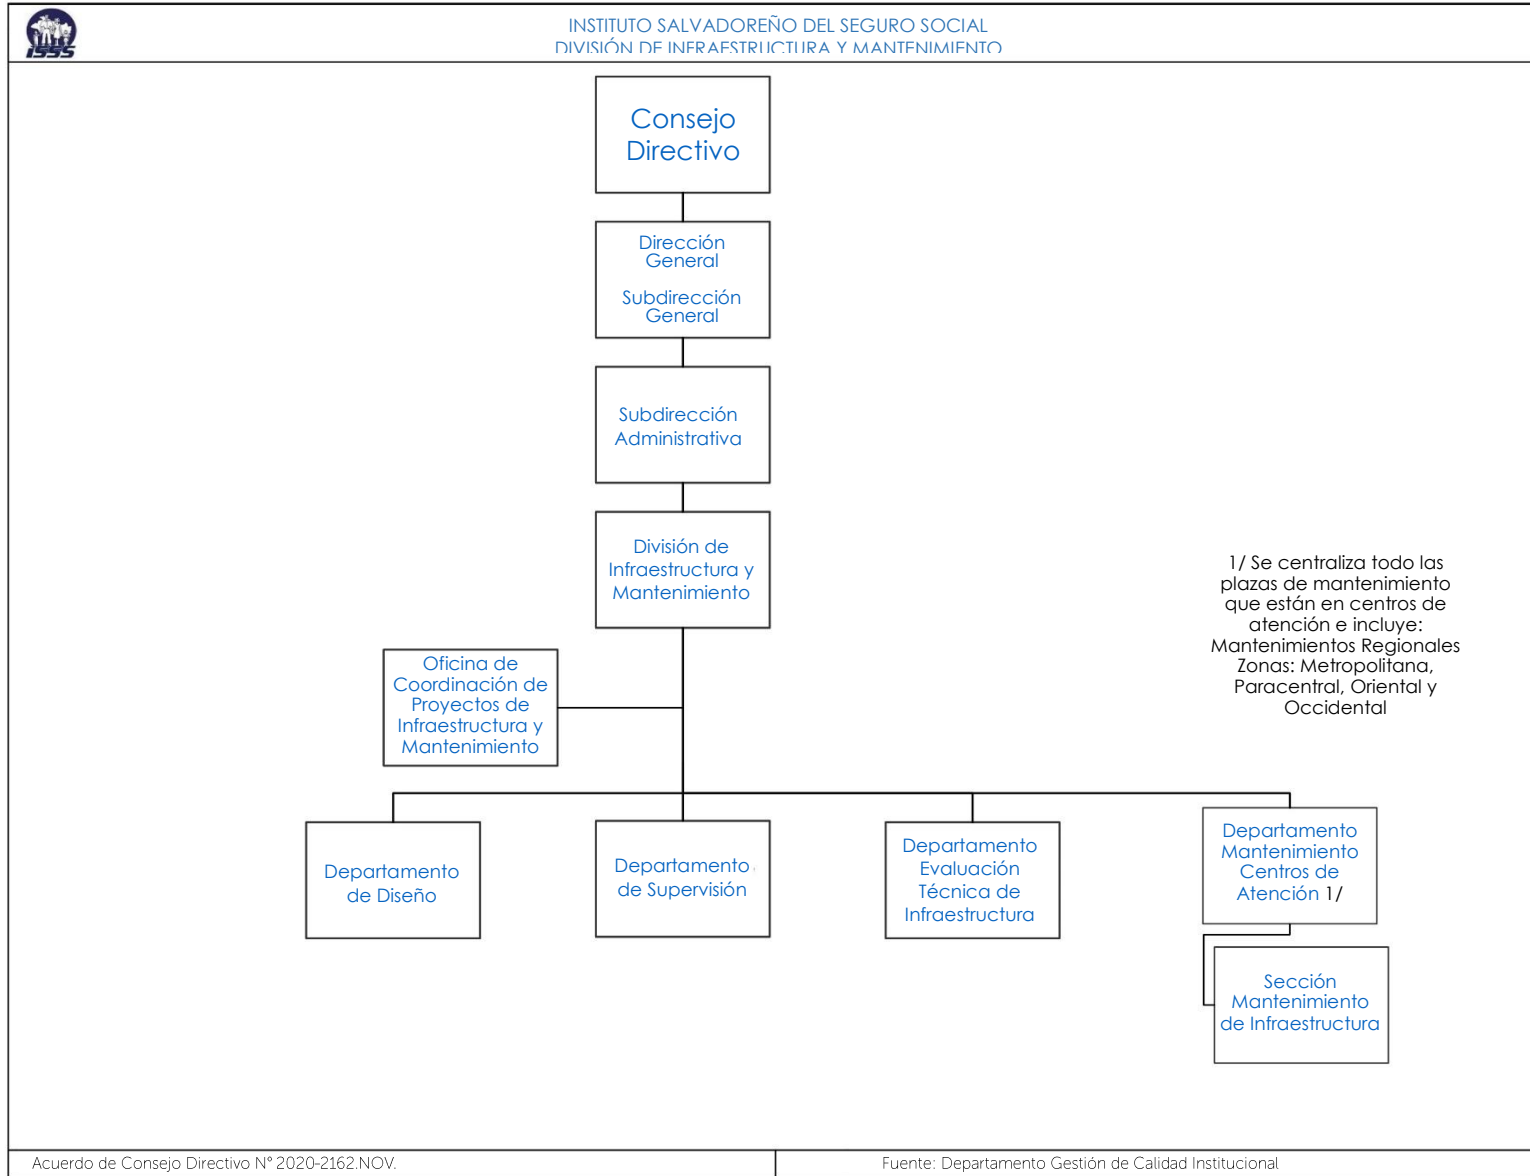 ISSS
INSTITUTO SALVADOREÑO DEL SEGURO SOCIAL
DIVISIÓN DE INFRAESTRUCTURA Y MANTENIMIENTO
Consejo
Directivo
Dirección
General
Subdirección
General
Subdirección
Administrativa
División de
Infraestructura y
Mantenimiento
1/ Se centraliza todo las
plazas de mantenimiento
que están en centros de
atención e incluye:
Mantenimientos Regionales
Zonas: Metropolitana,
Paracentral, Oriental y
Occidental
Oficina de
Coordinación de
Proyectos de
Infraestructura y
Mantenimiento
Departamento
de Diseño
Departamento
de Supervisión
Departamento
Evaluación
Técnica de
Infraestructura
Departamento
Mantenimiento
Centros de
Atención 1/
Sección
Mantenimiento
de Infraestructura
Acuerdo de Consejo Directivo N° 2020-2162.NOV.
Fuente: Departamento Gestión de Calidad Institucional